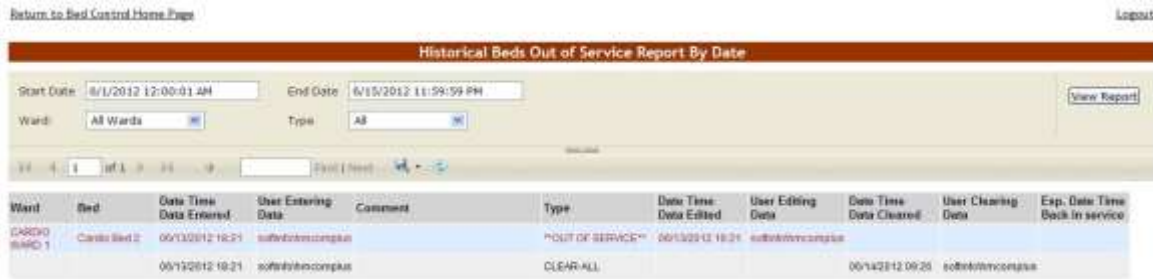 Return to Bed Control Home Page Logout
Historical Beds Out of Service Report By Date
Start Date 6/1/2012 12:00:01 AM End Date 6/15/2012 11:59:59 PM View Report
Ward: All Wards Type All
1 of 1 Find | Next
Ward Bed Date Time Data Entered User Entering Data Comment Type Date Time Data Edited User Editing Data Date Time Data Cleared User Clearing Data Exp. Date Time Back In service
CARDIO WARD 1 Cardio Bed 2 06/13/2012 18:21 **OUT OF SERVICE** 06/13/2012 18:21
06/13/2012 18:21 CLEAR-ALL 06/14/2012 09:26